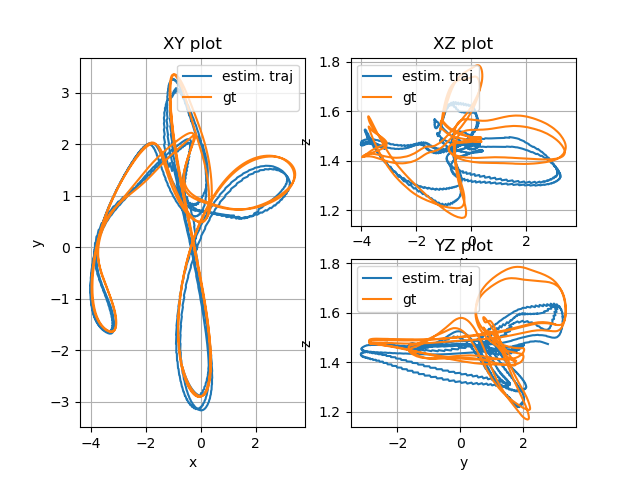 XY plot
estim. traj
gt
3
2
1
0
−1
−2
−3
y
−4
−2
0
2
x
XZ plot
estim. traj
gt
1.8
1.6
1.4
1.2
z
−4
−2
0
2
YZ plot
estim. traj
gt
1.8
1.6
1.4
1.2
z
−2
0
2
y